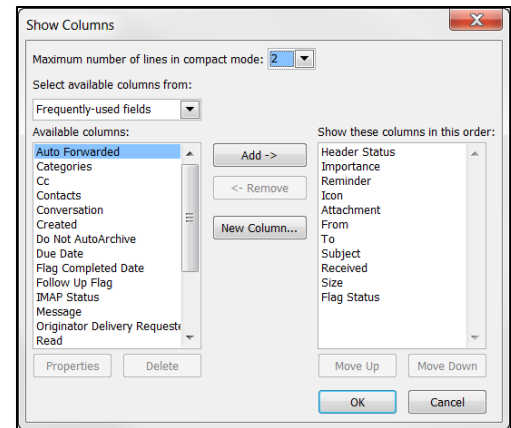 Show Columns
Maximum number of lines in compact mode: 2
Select available columns from:
Frequently-used fields
Available columns:
Auto Forwarded
Categories
Cc
Contacts
Conversation
Created
Do Not AutoArchive
Due Date
Flag Completed Date
Follow Up Flag
IMAP Status
Message
Originator Delivery Requeste
Read
Add ->
<- Remove
New Column...
Show these columns in this order:
Header Status
Importance
Reminder
Icon
Attachment
From
To
Subject
Received
Size
Flag Status
Properties
Delete
Move Up
Move Down
OK
Cancel